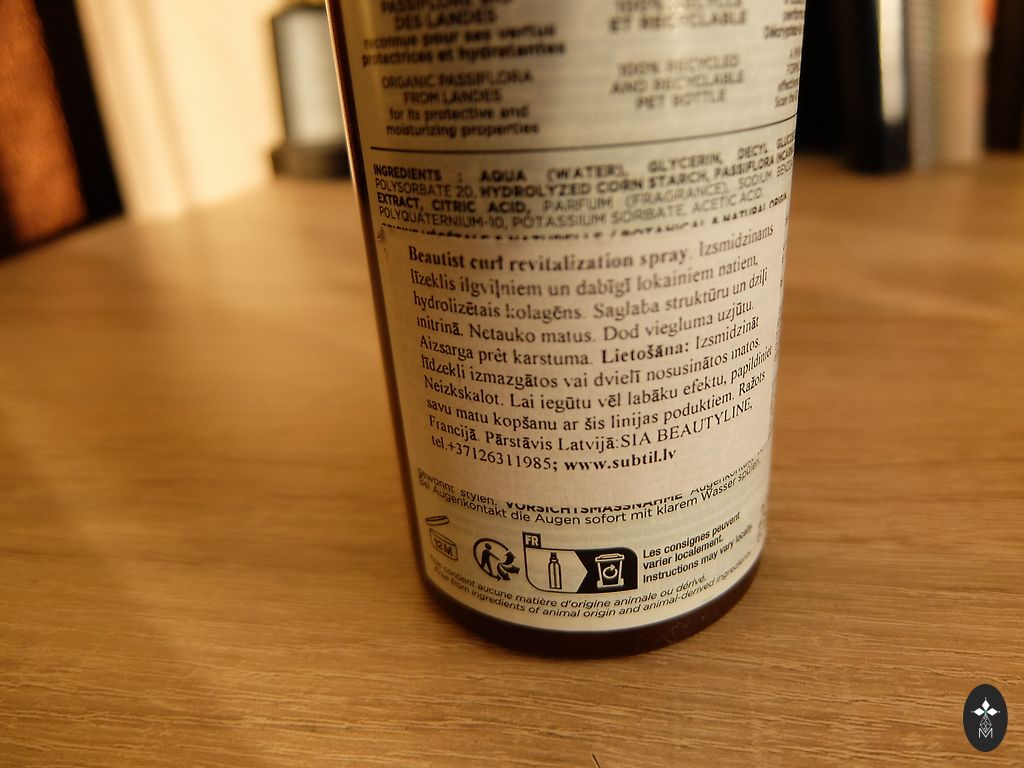 DES LANDES
reconnue pour ses vertus
protectrices et hydratantes
ET RECYCLABLE
ORGANIC PASSIFLORA
FROM LANDES
for its protective and
moisturizing properties
100% RECYCLED
AND RECYCLABLE
PET BOTTLE
INGREDIENTS : AQUA (WATER), GLYCERIN, DECYL
POLYSORBATE 20, HYDROLYZED CORN STARCH, PASSIFLORA
EXTRACT, CITRIC ACID, PARFUM (FRAGRANCE), SODIUM
POLYQUATERNIUM-10, POTASSIUM SORBATE, ACETIC ACID.
Beautist curl revitalization spray. Izsmidzinams
līzeklis ilgviļņiem un dabīgī lokainiem matiem,
hydrolizētais kolagēns. Saglaba struktūru un dziļi
mitrinā. Netauko matus. Dod viegluma uzjūtu.
Aizsarga prēt karstuma. Lietošāna: Izsmidzināt
līdzekli izmazgātos vai dvielī nosusinātos matos.
Neizkskalot. Lai iegūtu vēl labāku efektu, papildiniet
savu matu kopšanu ar šis linijas poduktiem. Ražots
Francijā. Pārstāvis Latvijā:SIA BEAUTYLINE,
tel.+37126311985; www.subtil.lv
gewohnt stylen. VORSICHTSMASSNAHME
Bei Augenkontakt die Augen sofort mit klarem Wasser spülen.
12M
FR
Les consignes peuvent
varier localement.
Instructions may vary locally.
Ne contient aucune matière d'origine animale ou dérivé.
Free from ingredients of animal origin and animal-derived ingredients.
M